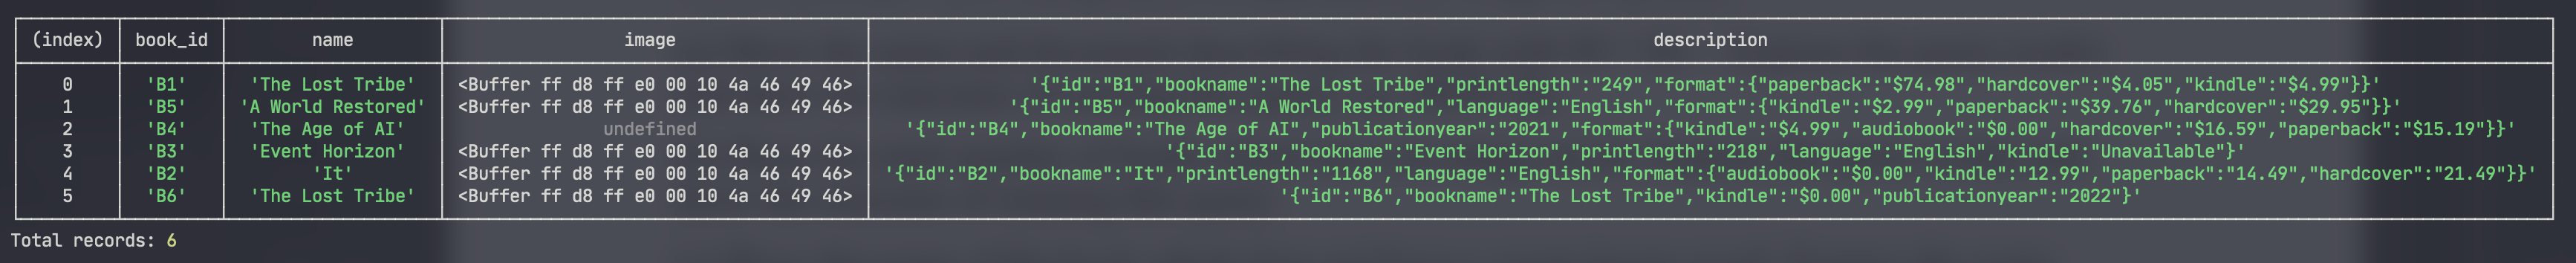 (index) book_id name image description
0 'B1' 'The Lost Tribe' <Buffer ff d8 ff e0 00 10 4a 46 49 46> '{"id":"B1","bookname":"The Lost Tribe","printlength":"249","format":{"paperback":"$74.98","hardcover":"$4.05","kindle":"$4.99"}}'
1 'B5' 'A World Restored' <Buffer ff d8 ff e0 00 10 4a 46 49 46> '{"id":"B5","bookname":"A World Restored","language":"English","format":{"kindle":"$2.99","paperback":"$39.76","hardcover":"$29.95"}}'
2 'B4' 'The Age of AI' undefined '{"id":"B4","bookname":"The Age of AI","publicationyear":"2021","format":{"kindle":"$4.99","audiobook":"$0.00","hardcover":"$16.59","paperback":"$15.19"}}'
3 'B3' 'Event Horizon' <Buffer ff d8 ff e0 00 10 4a 46 49 46> '{"id":"B3","bookname":"Event Horizon","printlength":"218","language":"English","kindle":"Unavailable"}'
4 'B2' 'It' <Buffer ff d8 ff e0 00 10 4a 46 49 46> '{"id":"B2","bookname":"It","printlength":"1168","language":"English","format":{"audiobook":"$0.00","kindle":"12.99","paperback":"14.49","hardcover":"21.49"}}'
5 'B6' 'The Lost Tribe' <Buffer ff d8 ff e0 00 10 4a 46 49 46> '{"id":"B6","bookname":"The Lost Tribe","kindle":"$0.00","publicationyear":"2022"}'
Total records: 6